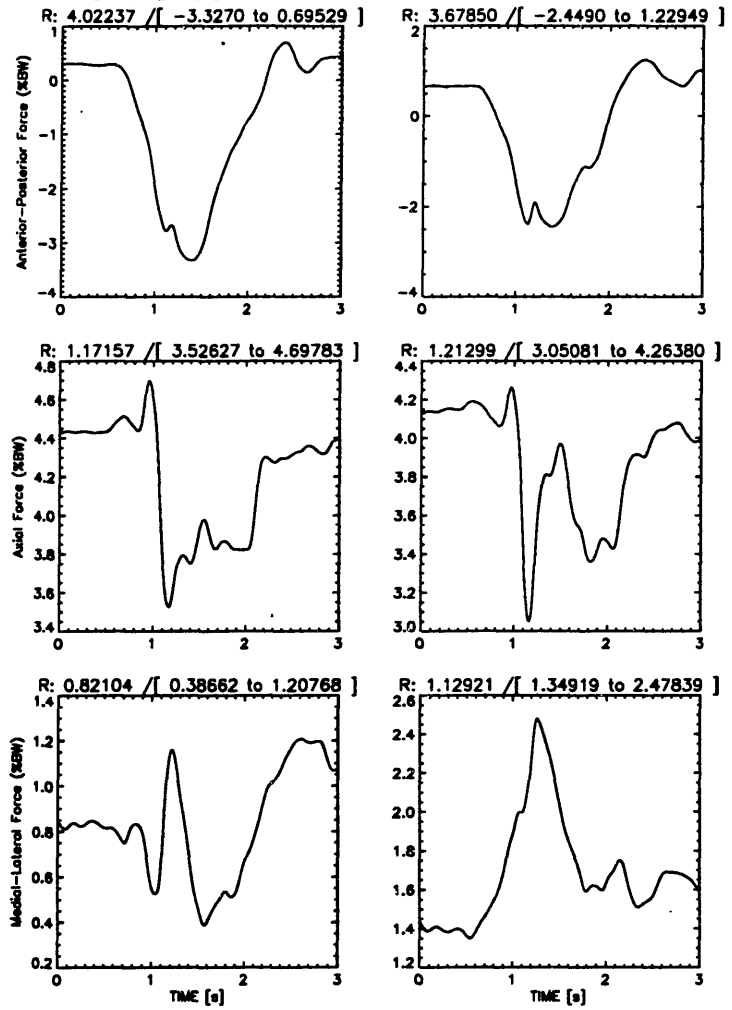 R: 4.02237 /[ -3.3270 to 0.69529 ]
R: 3.67850 /[ -2.4490 to 1.22949 ]
Anterior-Posterior Force (%BW)
0
-1
-2
-3
-4
0 1 2 3
2
0
-2
-4
0 1 2 3
R: 1.17157 /[ 3.52627 to 4.69783 ]
R: 1.21299 /[ 3.05081 to 4.26380 ]
Axial Force (%BW)
4.8
4.6
4.4
4.2
4.0
3.8
3.6
3.4
0 1 2 3
4.4
4.2
4.0
3.8
3.6
3.4
3.2
3.0
0 1 2 3
R: 0.82104 /[ 0.38662 to 1.20768 ]
R: 1.12921 /[ 1.34919 to 2.47839 ]
Medial-Lateral Force (%BW)
1.4
1.2
1.0
0.8
0.6
0.4
0.2
0 1 2 3
TIME [s]
2.6
2.4
2.2
2.0
1.8
1.6
1.4
1.2
0 1 2 3
TIME [s]